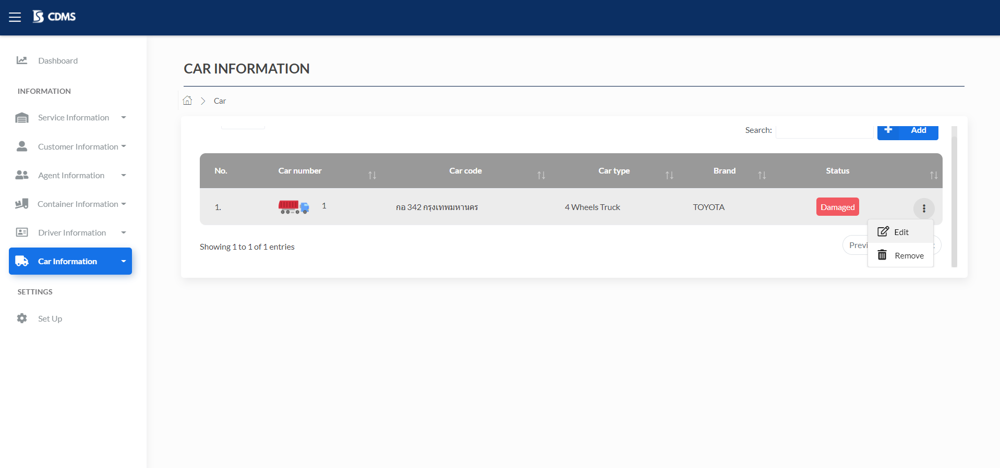 CDMS
Dashboard
INFORMATION
Service Information
Customer Information
Agent Information
Container Information
Driver Information
Car Information
SETTINGS
Set Up
CAR INFORMATION
Car
Search:
Add
No. Car number Car code Car type Brand Status
1. 1 กอ 342 กรุงเทพมหานคร 4 Wheels Truck TOYOTA Damaged
Edit
Remove
Showing 1 to 1 of 1 entries